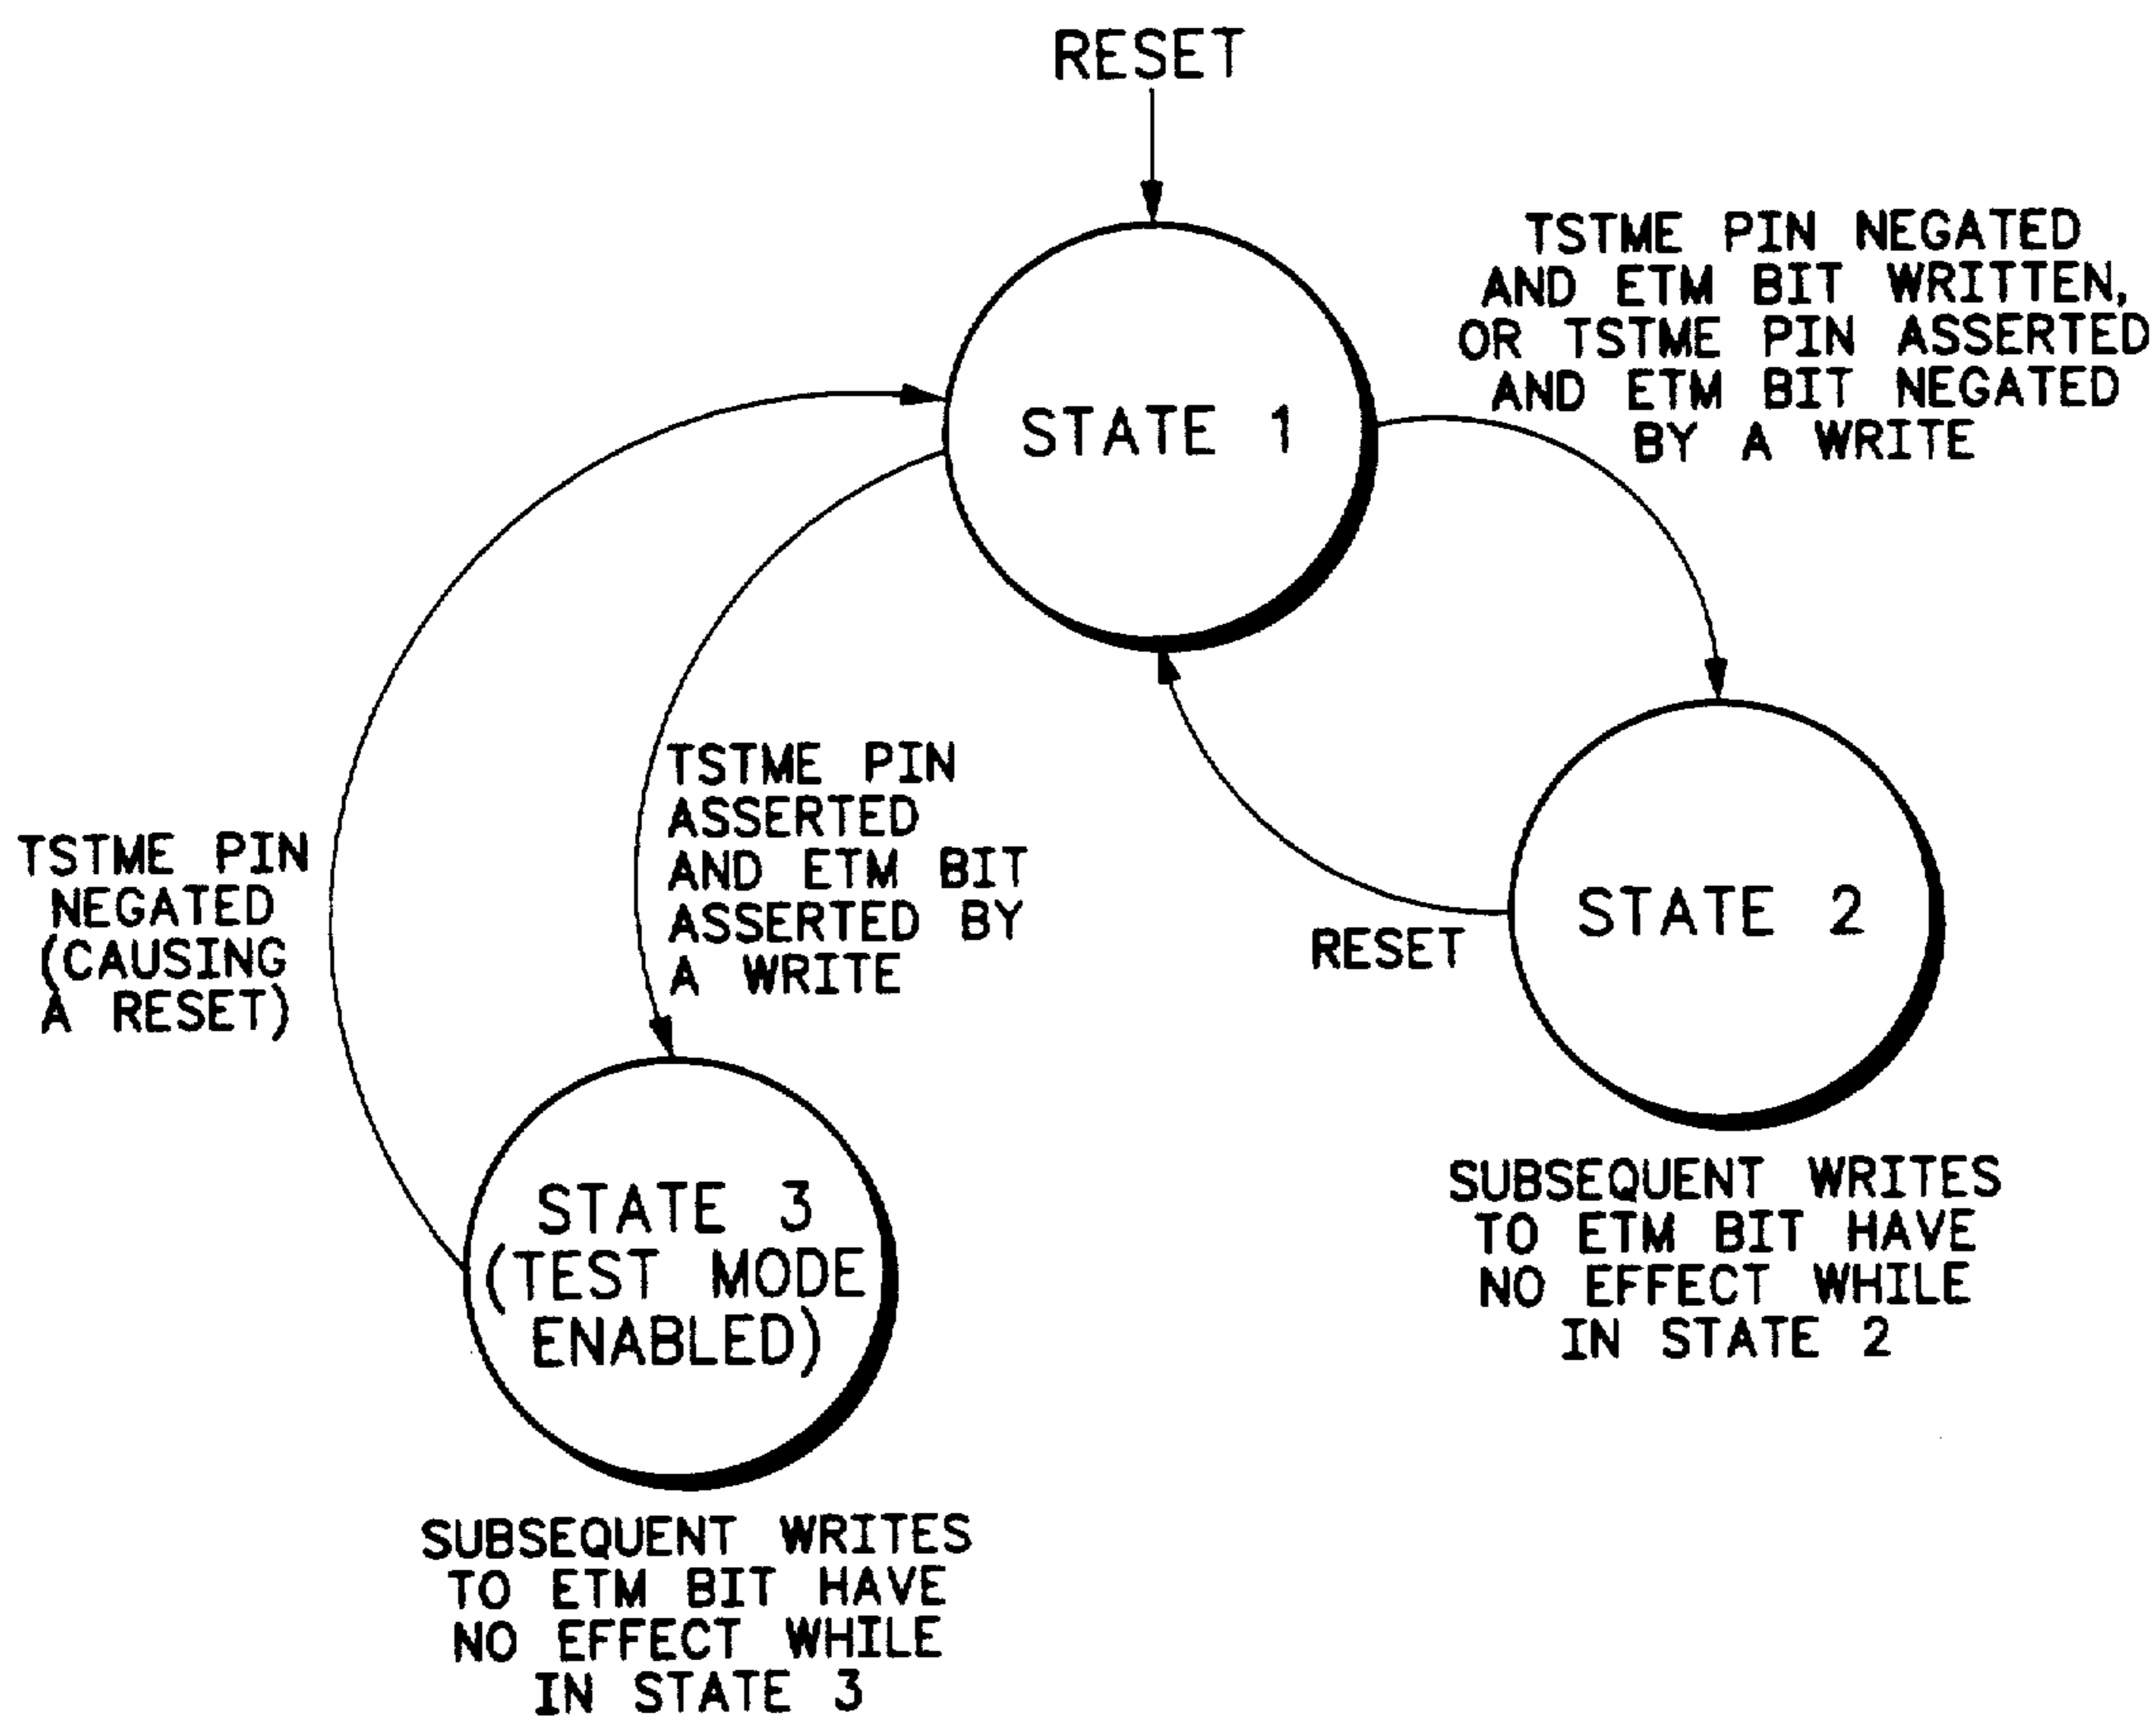 RESET
TSTME PIN NEGATED
AND ETM BIT WRITTEN,
OR TSTME PIN ASSERTED
AND ETM BIT NEGATED
BY A WRITE
STATE 1
TSTME PIN
ASSERTED
AND ETM BIT
ASSERTED BY
A WRITE
TSTME PIN
NEGATED
(CAUSING
A RESET)
RESET
STATE 2
SUBSEQUENT WRITES
TO ETM BIT HAVE
NO EFFECT WHILE
IN STATE 2
STATE 3
(TEST MODE
ENABLED)
SUBSEQUENT WRITES
TO ETM BIT HAVE
NO EFFECT WHILE
IN STATE 3